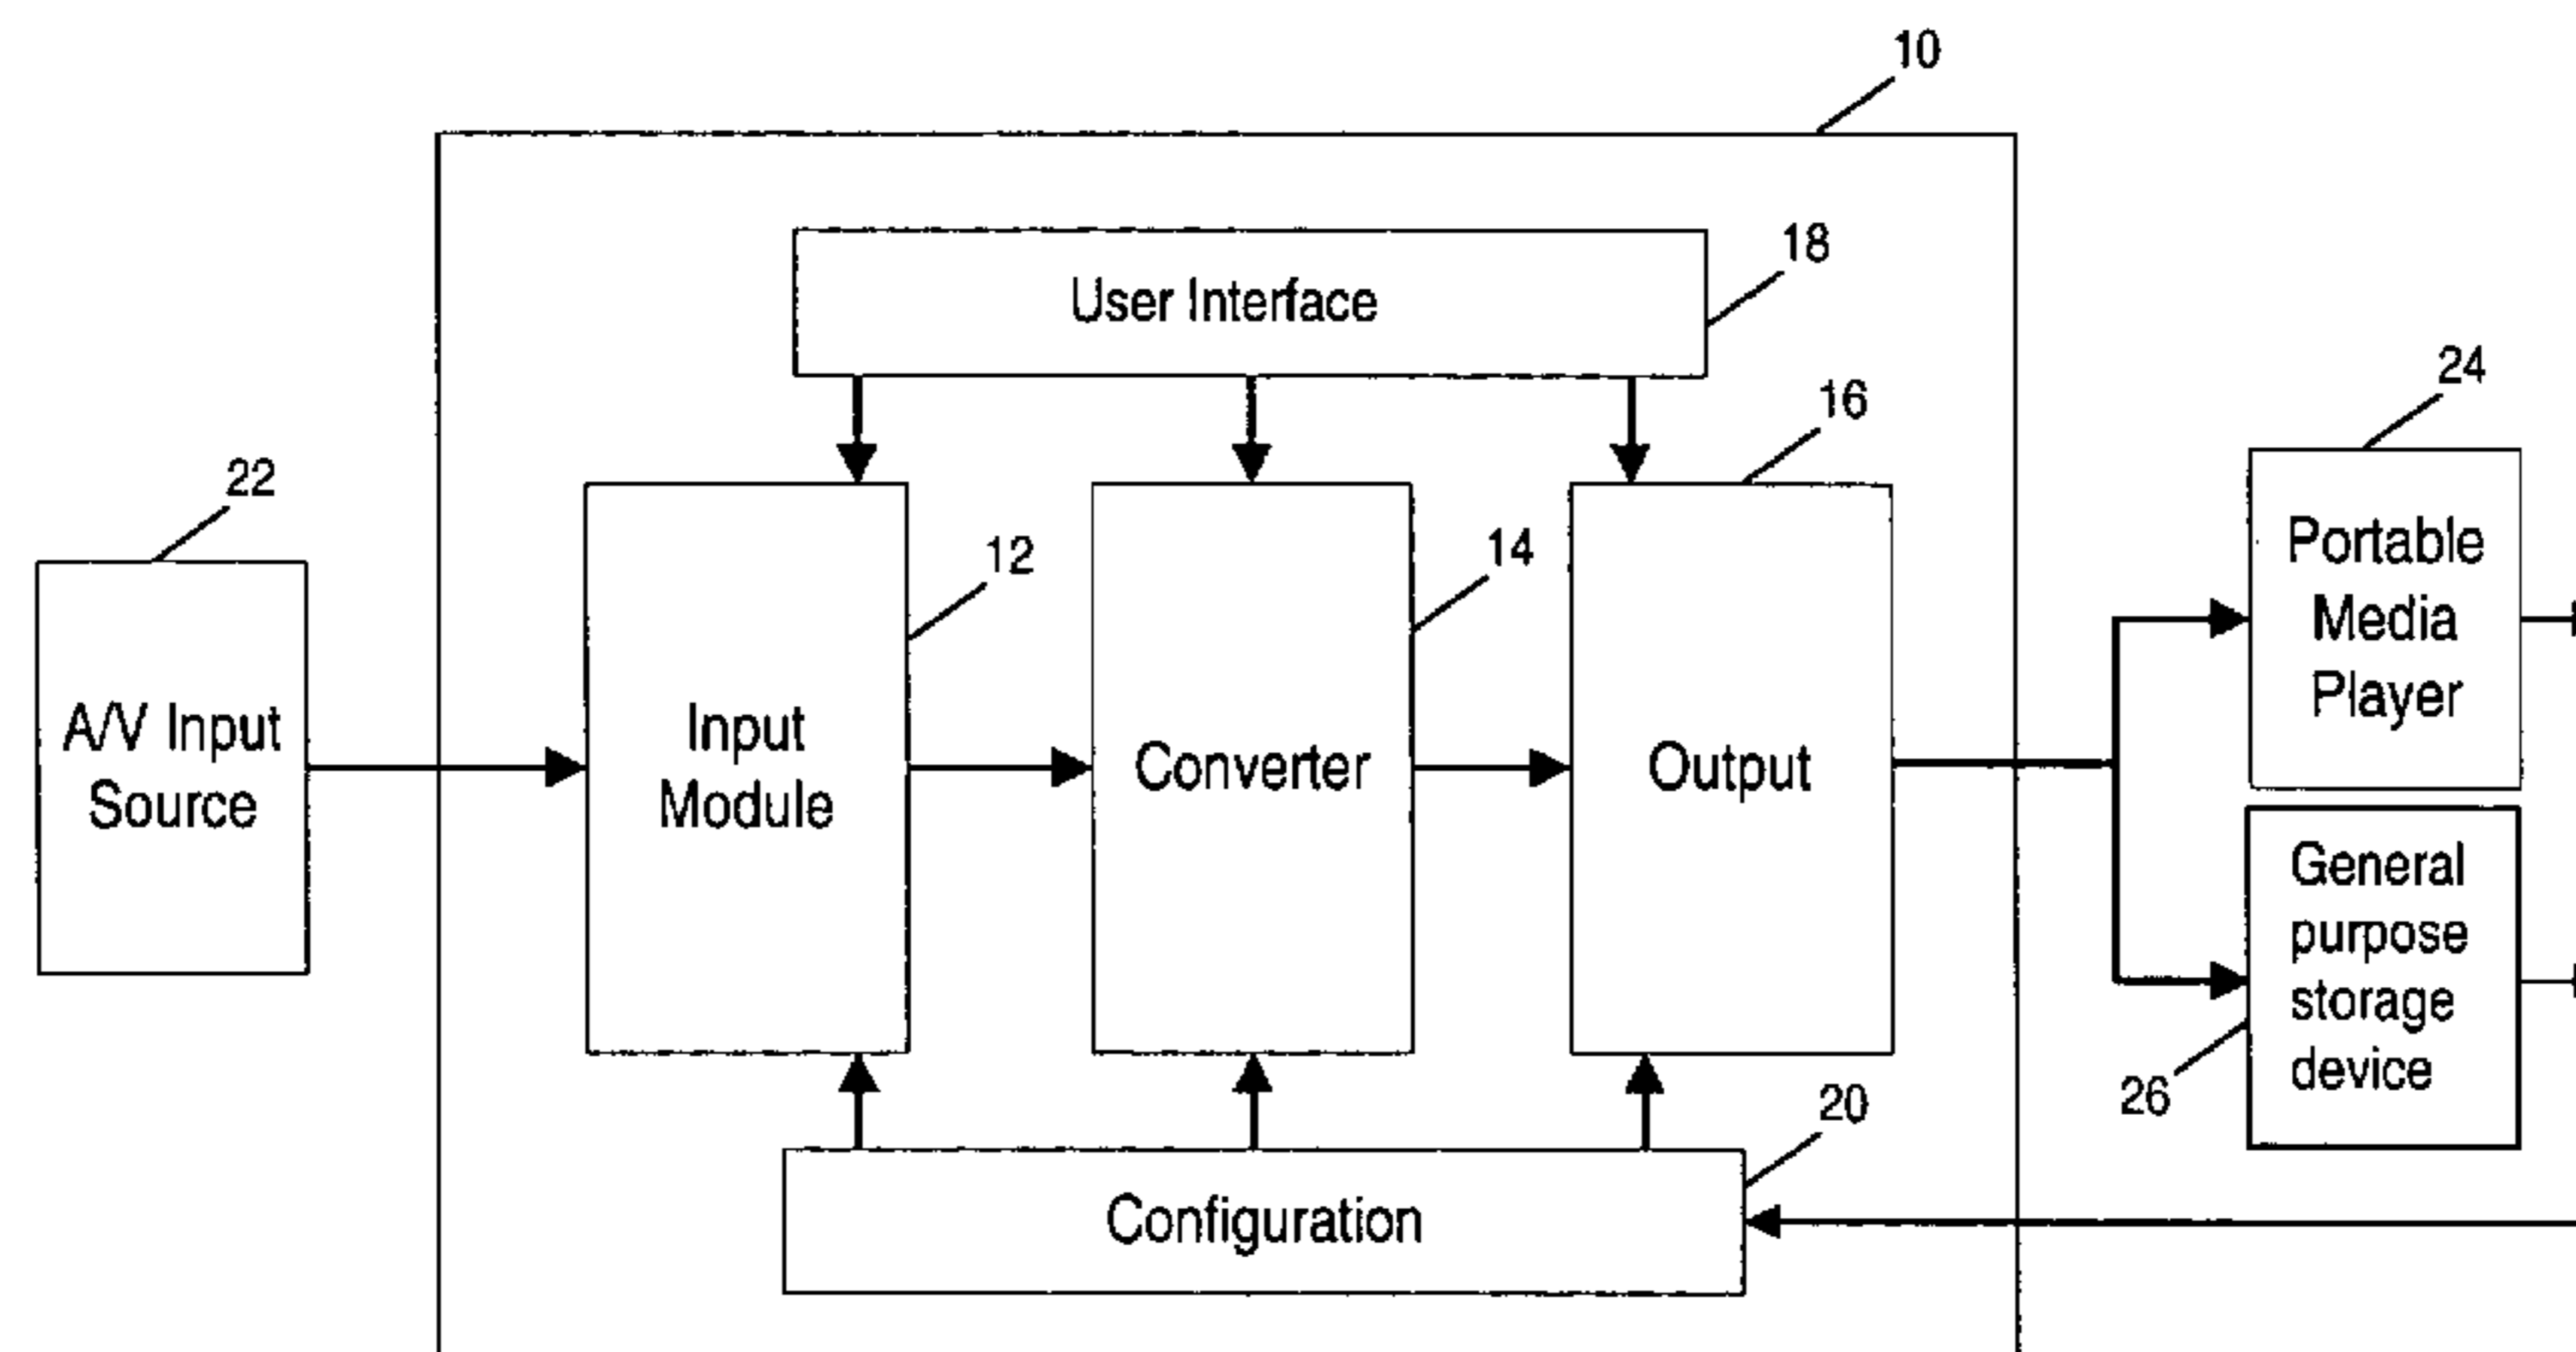 10
User Interface
18
22
A/V Input
Source
12
Input
Module
14
Converter
16
Output
24
Portable
Media
Player
General
purpose
storage
device
26
20
Configuration